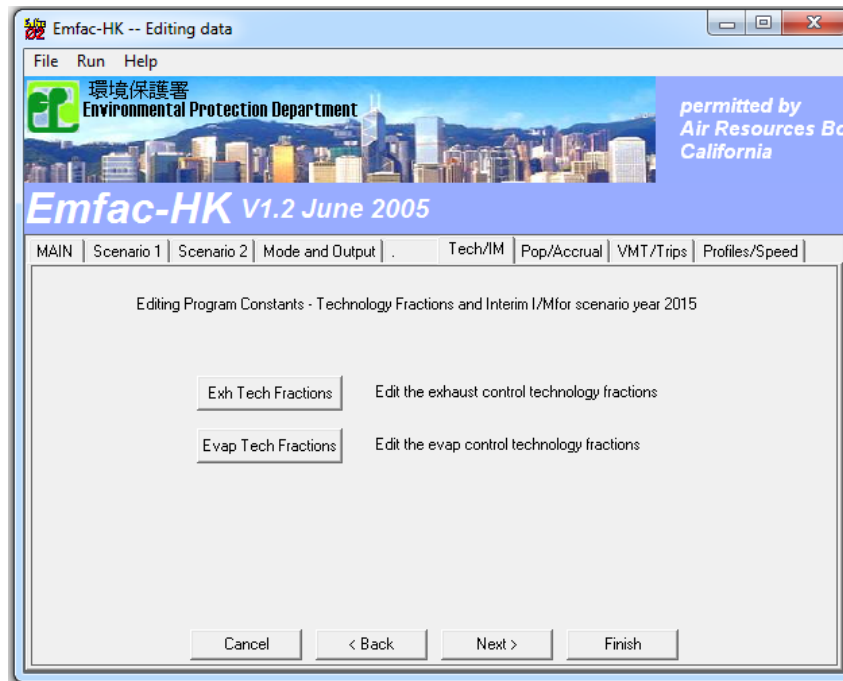 Emfac-HK -- Editing data
File Run Help
環境保護署
Environmental Protection Department
permitted by
Air Resources Bo
California
Emfac-HK V1.2 June 2005
MAIN Scenario 1 Scenario 2 Mode and Output . Tech/IM Pop/Accrual VMT/Trips Profiles/Speed
Editing Program Constants - Technology Fractions and Interim I/Mfor scenario year 2015
Exh Tech Fractions Edit the exhaust control technology fractions
Evap Tech Fractions Edit the evap control technology fractions
Cancel < Back Next > Finish